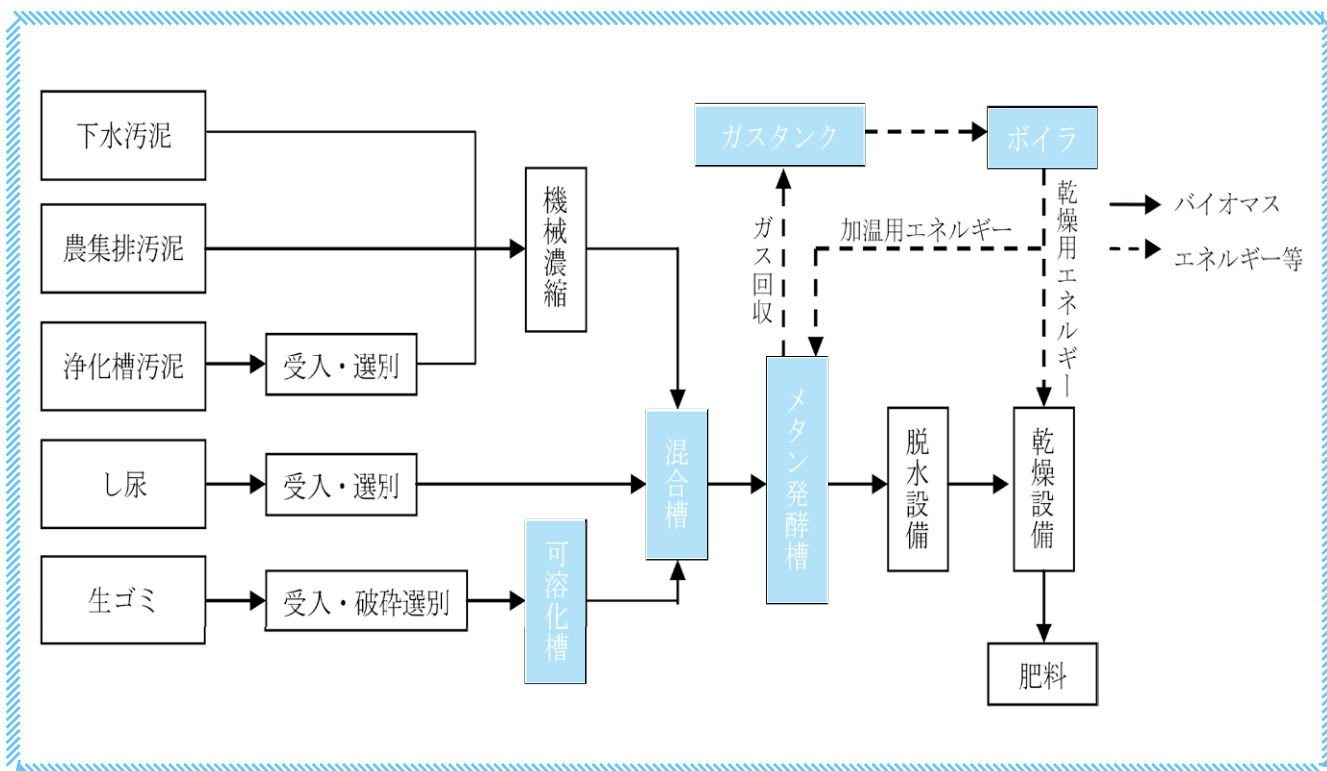 下水汚泥
農集排汚泥
浄化槽汚泥
し尿
生ゴミ
受入・選別
受入・選別
受入・破砕選別
機械濃縮
可溶化槽
混合槽
ガスタンク
ボイラ
ガス回収
加温用エネルギー
乾燥用エネルギー
メタン発酵槽
脱水設備
乾燥設備
肥料
バイオマス
エネルギー等